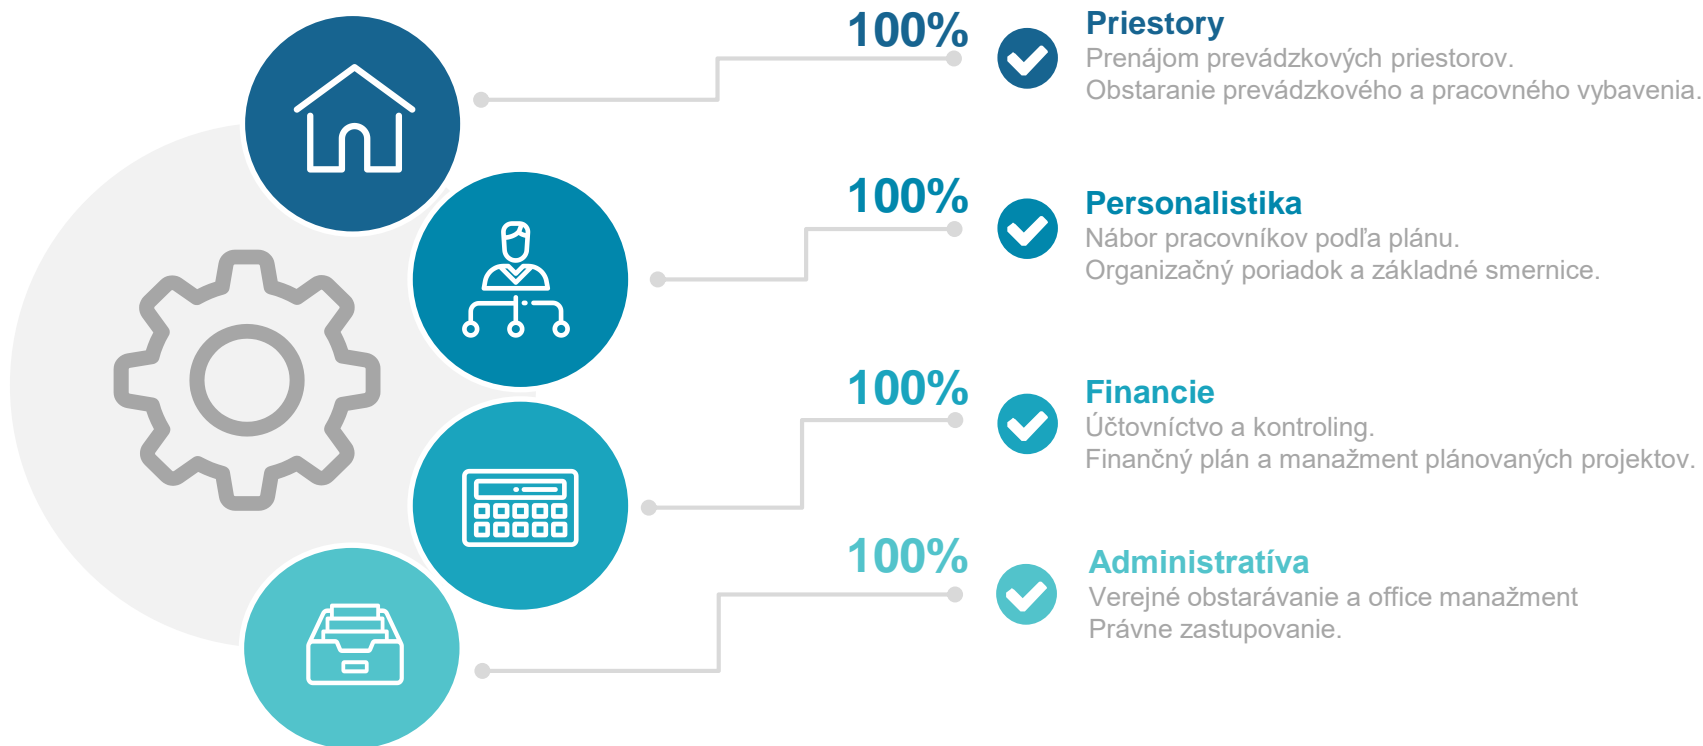 100%
Priestory
Prenájom prevádzkových priestorov.
Obstaranie prevádzkového a pracovného vybavenia.
100%
Personalistika
Nábor pracovníkov podľa plánu.
Organizačný poriadok a základné smernice.
100%
Financie
Účtovníctvo a kontroling.
Finančný plán a manažment plánovaných projektov.
100%
Administratíva
Verejné obstarávanie a office manažment
Právne zastupovanie.